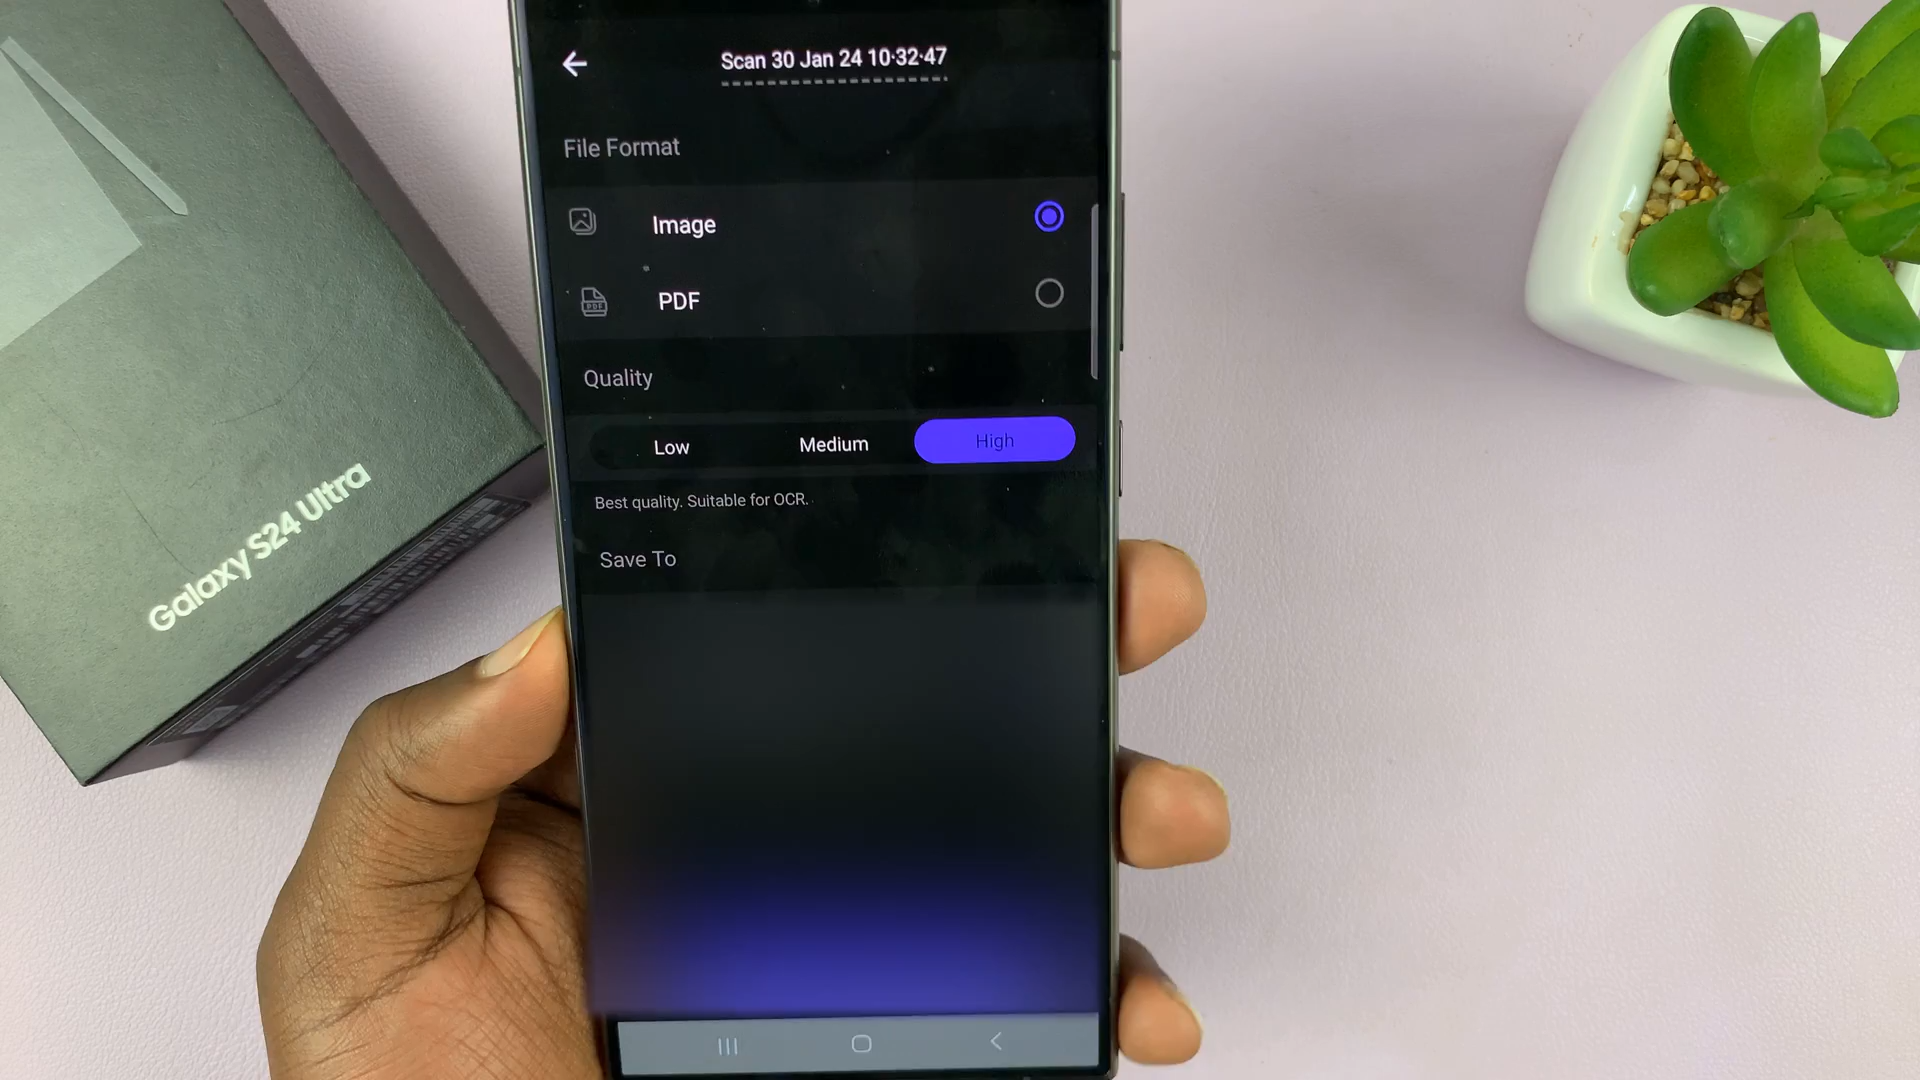 Scan 30 Jan 24 10·32·47
File Format
Image
PDF
PDF
Quality
Low Medium High
Best quality. Suitable for OCR.
Save To
Galaxy S24 Ultra